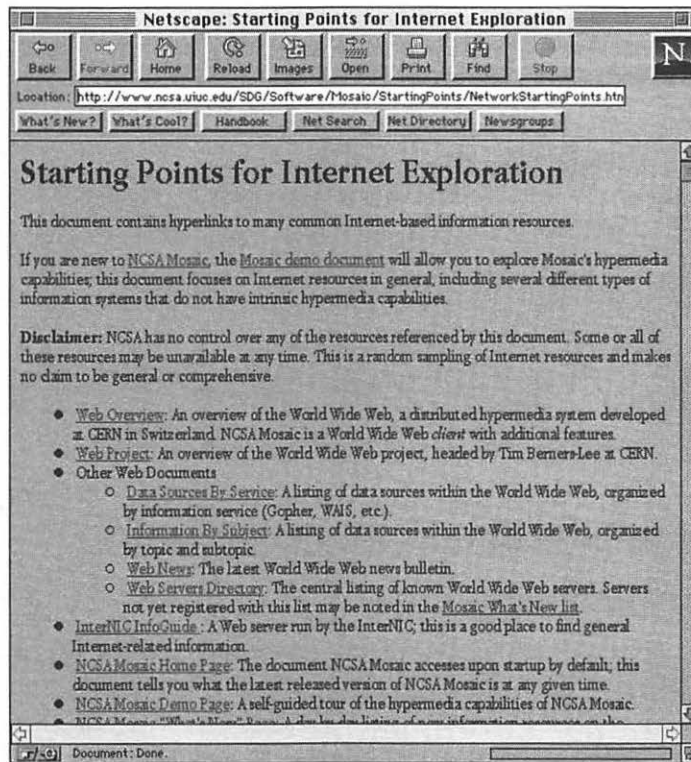 Netscape: Starting Points for Internet Exploration
Back Forward Home Reload Images Open Print Find Stop
N
Location: http://www.ncsa.uiuc.edu/SDG/Software/Mosaic/StartingPoints/NetworkStartingPoints.htm
What's New? What's Cool? Handbook Net Search Net Directory Newsgroups
Starting Points for Internet Exploration
This document contains hyperlinks to many common Internet-based information resources.
If you are new to NCSA Mosaic, the Mosaic demo document will allow you to explore Mosaic's hypermedia
capabilities; this document focuses on Internet resources in general, including several different types of
information systems that do not have intrinsic hypermedia capabilities.
Disclaimer: NCSA has no control over any of the resources referenced by this document. Some or all of
these resources may be unavailable at any time. This is a random sampling of Internet resources and makes
no claim to be general or comprehensive.
● Web Overview: An overview of the World Wide Web, a distributed hypermedia system developed
at CERN in Switzerland. NCSA Mosaic is a World Wide Web client with additional features.
● Web Project: An overview of the World Wide Web project, headed by Tim Berners-Lee at CERN.
● Other Web Documents
○ Data Sources By Service: A listing of data sources within the World Wide Web, organized
by information service (Gopher, WAIS, etc.).
○ Information By Subject: A listing of data sources within the World Wide Web, organized
by topic and subtopic.
○ Web News: The latest World Wide Web news bulletin.
○ Web Servers Directory: The central listing of known World Wide Web servers. Servers
not yet registered with this list may be noted in the Mosaic What's New list.
● InterNIC InfoGuide : A Web server run by the InterNIC; this is a good place to find general
Internet-related information.
● NCSA Mosaic Home Page: The document NCSA Mosaic accesses upon startup by default; this
document tells you what the latest released version of NCSA Mosaic is at any given time.
● NCSA Mosaic Demo Page: A self-guided tour of the hypermedia capabilities of NCSA Mosaic.
● NCSA Mosaic "What's New" Page: A day by day listing of new information resources on the
Document: Done.